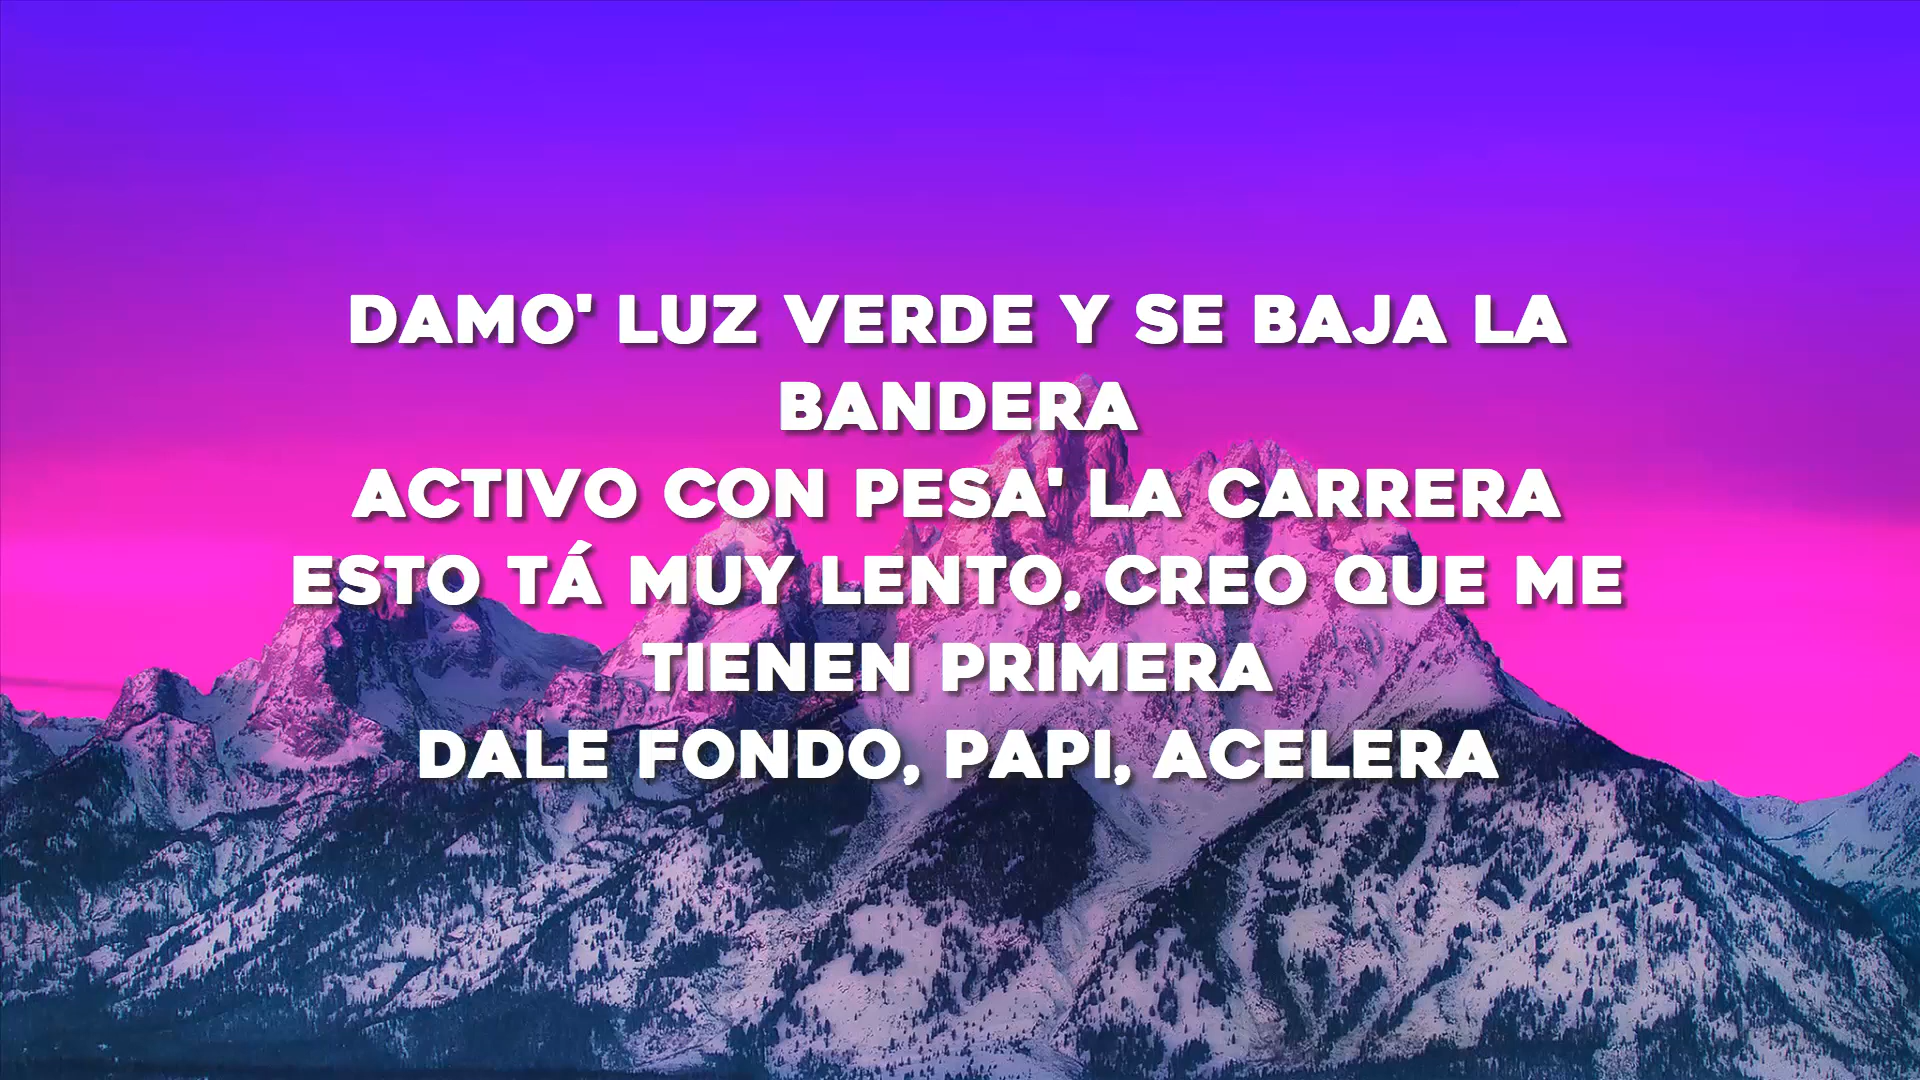 DAMO' LUZ VERDE Y SE BAJA LA
BANDERA
ACTIVO CON PESA' LA CARRERA
ESTO TÁ MUY LENTO, CREO QUE ME
TIENEN PRIMERA
DALE FONDO, PAPI, ACELERA